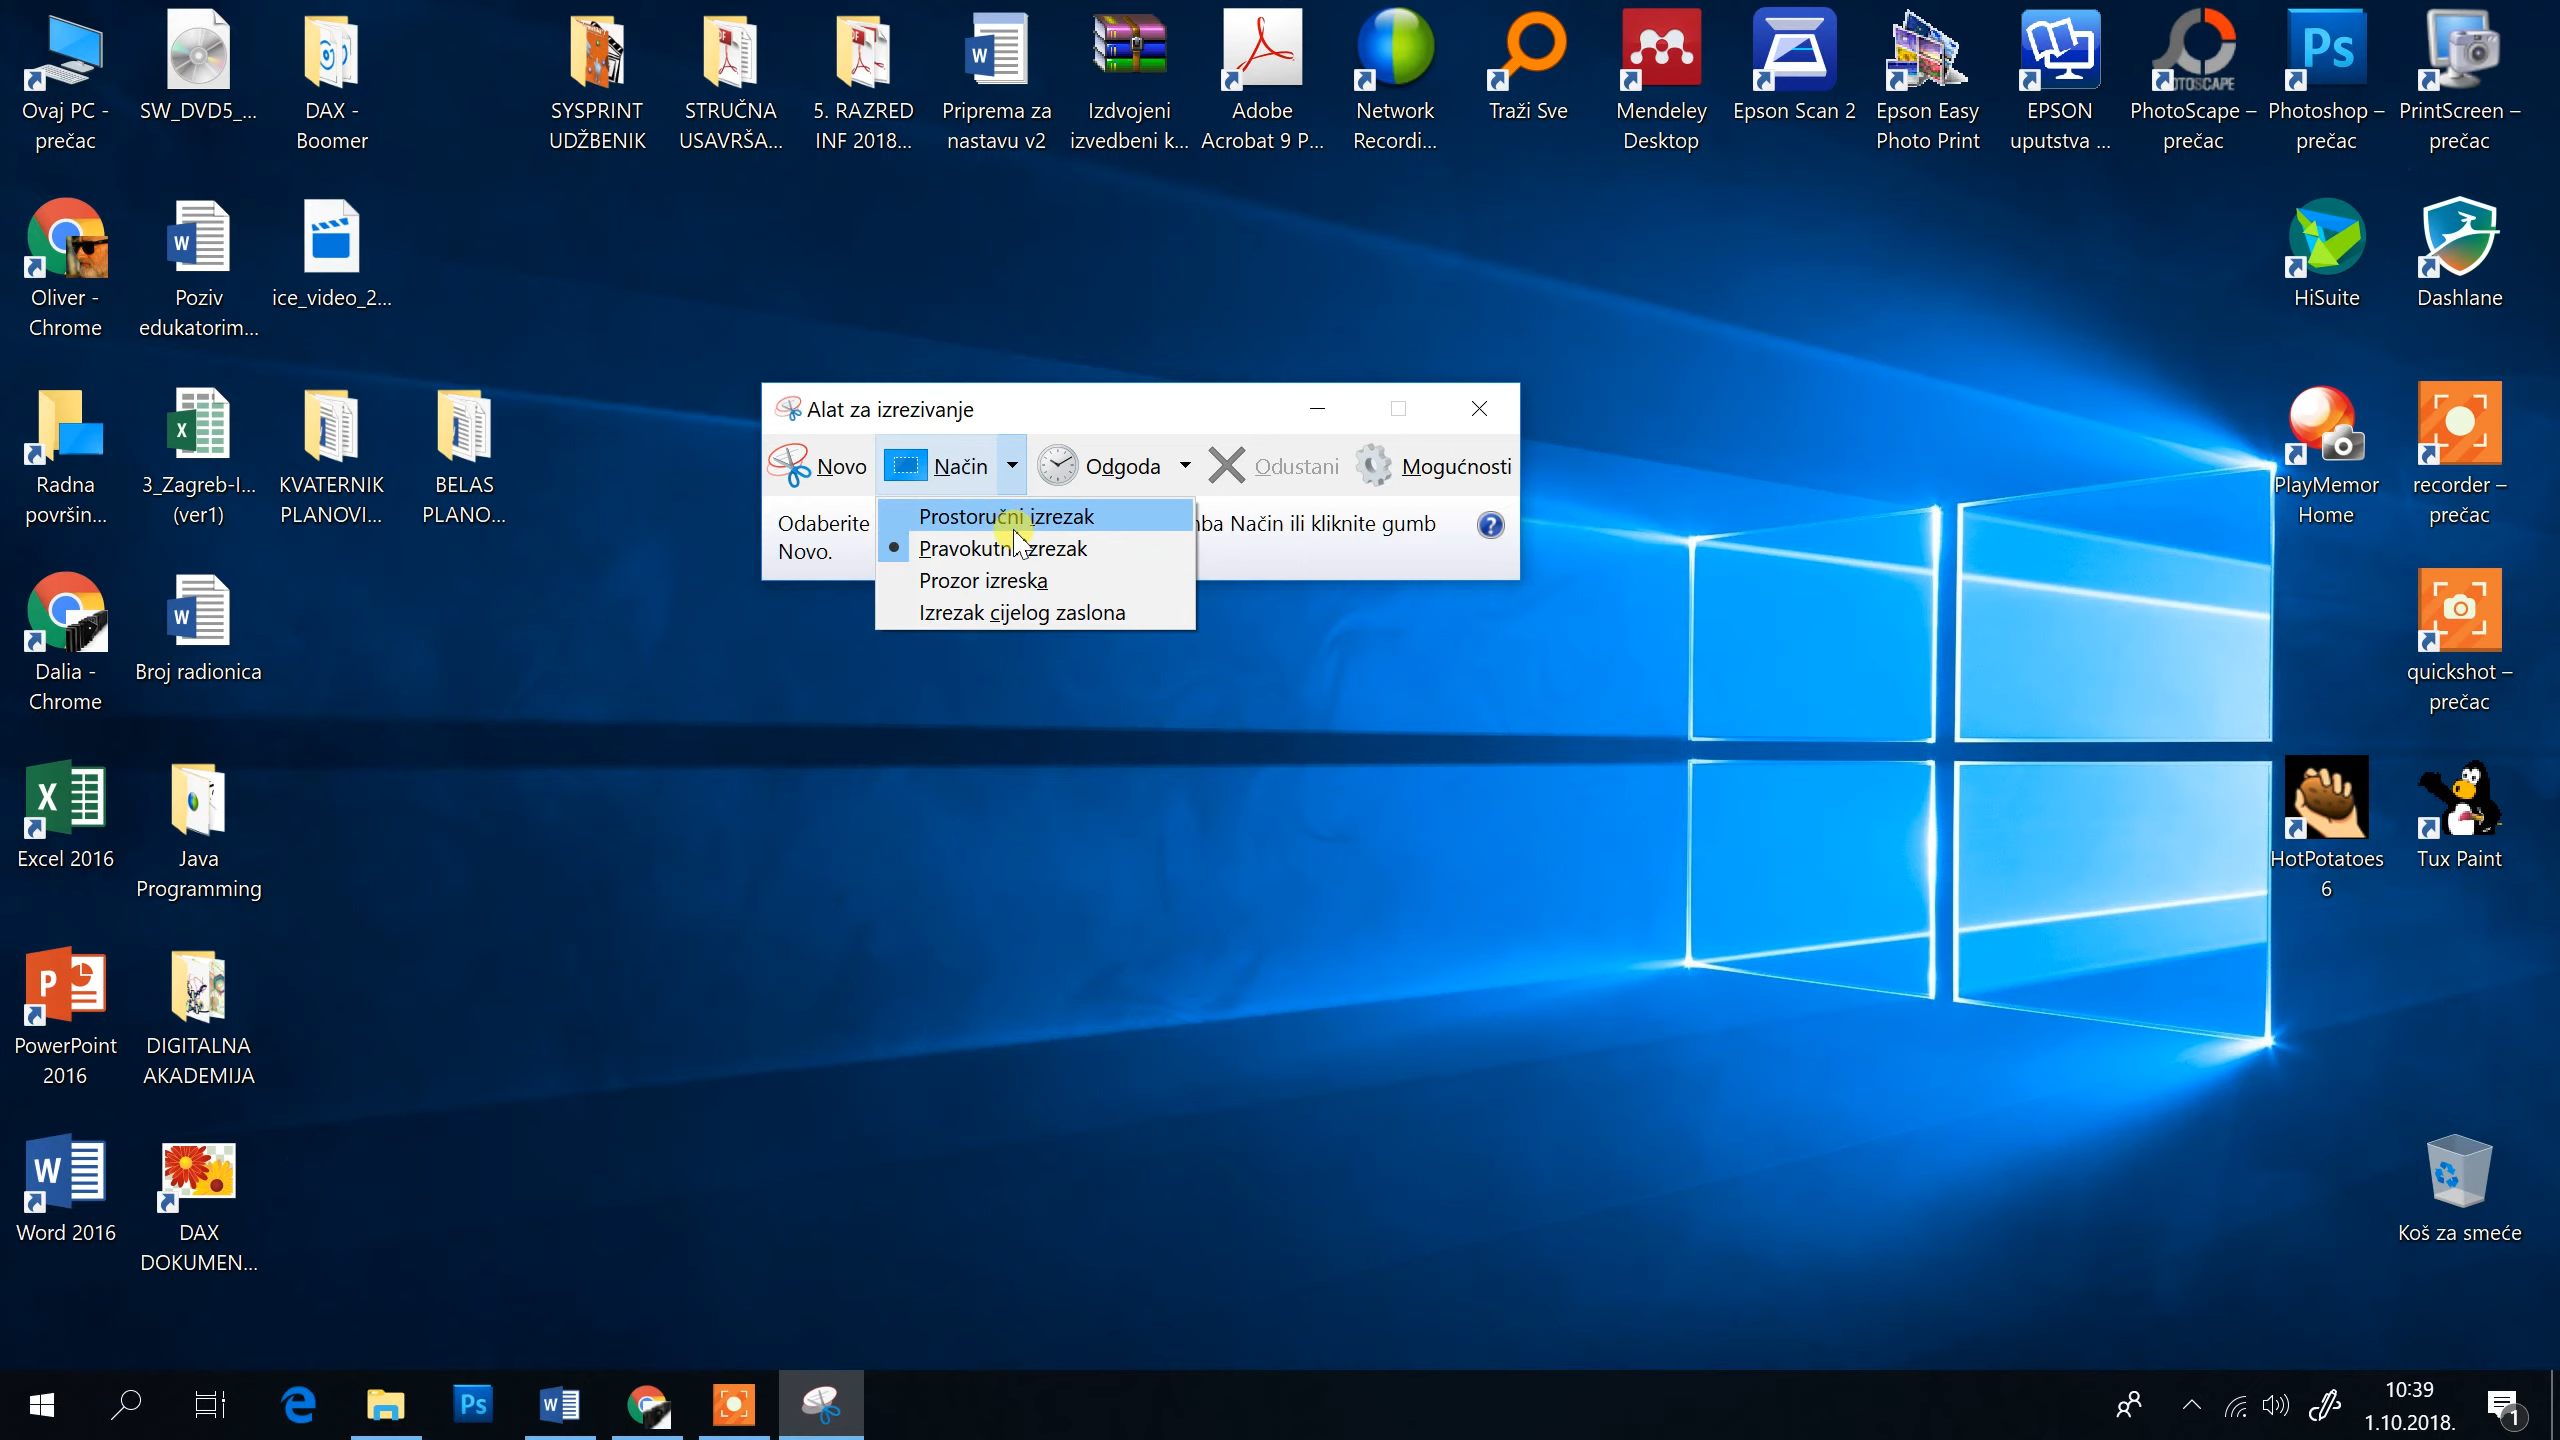 Ovaj PC -
prečac
SW_DVD5_...
DAX -
Boomer
SYSPRINT
UDŽBENIK
STRUČNA
USAVRŠA...
5. RAZRED
INF 2018...
Priprema za
nastavu v2
Izdvojeni
izvedbeni k...
Adobe
Acrobat 9 P...
Network
Recordi...
Traži Sve
Mendeley
Desktop
Epson Scan 2
Epson Easy
Photo Print
EPSON
uputstva ...
PhotoScape –
prečac
Photoshop –
prečac
PrintScreen –
prečac
Oliver -
Chrome
Poziv
edukatorim...
ice_video_2...
HiSuite
Dashlane
Radna
površin...
3_Zagreb-I...
(ver1)
KVATERNIK
PLANOVI...
BELAS
PLANO...
Alat za izrezivanje
Novo
Način
Odgoda
Odustani
Mogućnosti
Odaberite
ba Način ili kliknite gumb
Novo.
Prostoručni izrezak
Pravokutni izrezak
Prozor izreska
Izrezak cijelog zaslona
PlayMemor
Home
recorder –
prečac
Dalia -
Chrome
Broj radionica
quickshot –
prečac
Excel 2016
Java
Programming
HotPotatoes
6
Tux Paint
PowerPoint
2016
DIGITALNA
AKADEMIJA
Word 2016
DAX
DOKUMEN...
Koš za smeće
10:39
1.10.2018.
1